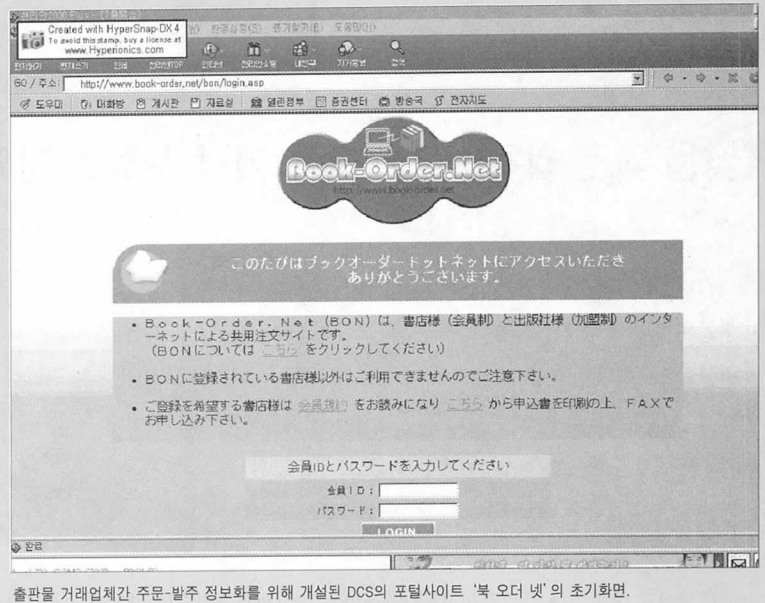 Created with HyperSnap-DX 4
To avoid this stamp, buy a license at
www.Hyperionics.com
GO / 주소: http://www.book-order.net/bon/login.asp
도우미 대화방 게시판 자료실 열린정부 증권센터 방송국 전자지도
Book-Order.Net
http://www.book-order.net
このたびはブックオーダードットネットにアクセスいただき
ありがとうございます。
• Book-Order.Net (BON) は、書店様 (会員制) と出版社様 (加盟制) のインタ
ーネットによる共用注文サイトです。
(BONについては こちら をクリックしてください)
• BONに登録されている書店様以外はご利用できませんのでご注意下さい。
• ご登録を希望する書店様は 会員規約 をお読みになり こちら から申込書を印刷の上、FAXで
お申し込み下さい。
会員IDとパスワードを入力してください
会員ID:
パスワード:
LOGIN
완료
출판물 거래업체간 주문-발주 정보화를 위해 개설된 DCS의 포털사이트 ‘북 오더 넷’의 초기화면.